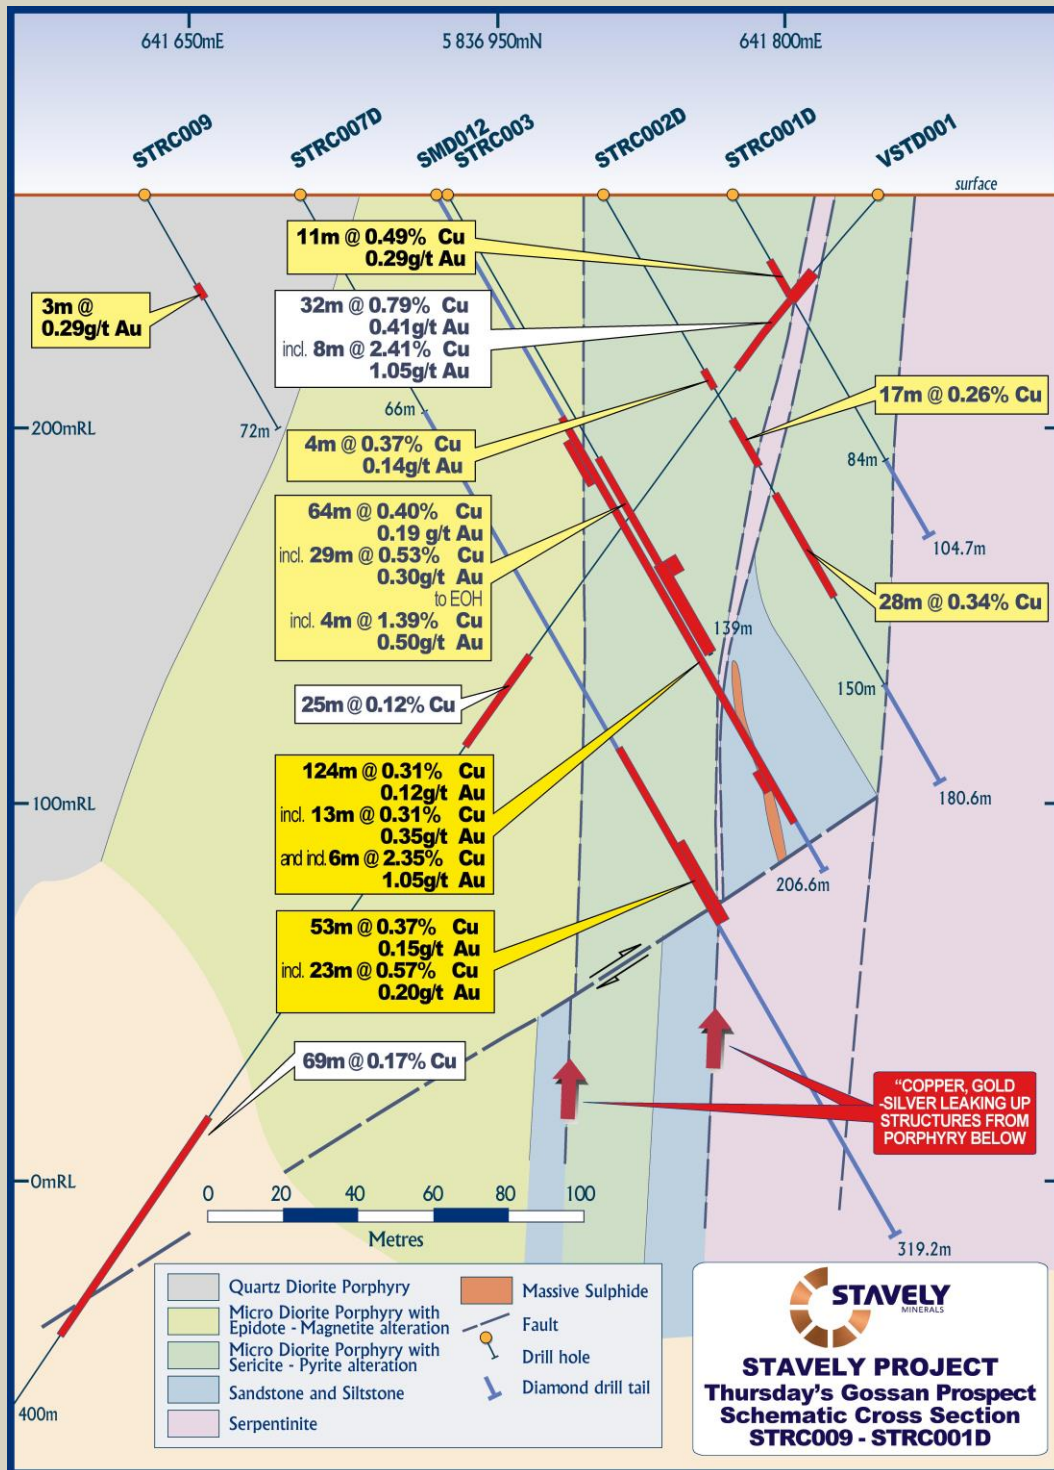 641 650mE
5 836 950mN
641 800mE
STRC009
STRC007D
SMD012
STRC003
STRC002D
STRC001D
VSTD001
surface
11m @ 0.49% Cu
0.29g/t Au
3m @
0.29g/t Au
32m @ 0.79% Cu
0.41g/t Au
incl. 8m @ 2.41% Cu
1.05g/t Au
66m
17m @ 0.26% Cu
200mRL
72m
4m @ 0.37% Cu
0.14g/t Au
84m
64m @ 0.40% Cu
0.19 g/t Au
incl. 29m @ 0.53% Cu
0.30g/t Au
to EOH
incl. 4m @ 1.39% Cu
0.50g/t Au
104.7m
28m @ 0.34% Cu
139m
150m
25m @ 0.12% Cu
124m @ 0.31% Cu
0.12g/t Au
incl. 13m @ 0.31% Cu
0.35g/t Au
and incl. 6m @ 2.35% Cu
1.05g/t Au
100mRL
180.6m
206.6m
53m @ 0.37% Cu
0.15g/t Au
incl. 23m @ 0.57% Cu
0.20g/t Au
69m @ 0.17% Cu
"COPPER, GOLD
-SILVER LEAKING UP
STRUCTURES FROM
PORPHYRY BELOW
0mRL
0 20 40 60 80 100
Metres
319.2m
Quartz Diorite Porphyry
Micro Diorite Porphyry with
Epidote - Magnetite alteration
Micro Diorite Porphyry with
Sericite - Pyrite alteration
Sandstone and Siltstone
Serpentinite
Massive Sulphide
Fault
Drill hole
Diamond drill tail
400m
STAVELY
MINERALS
STAVELY PROJECT
Thursday's Gossan Prospect
Schematic Cross Section
STRC009 - STRC001D